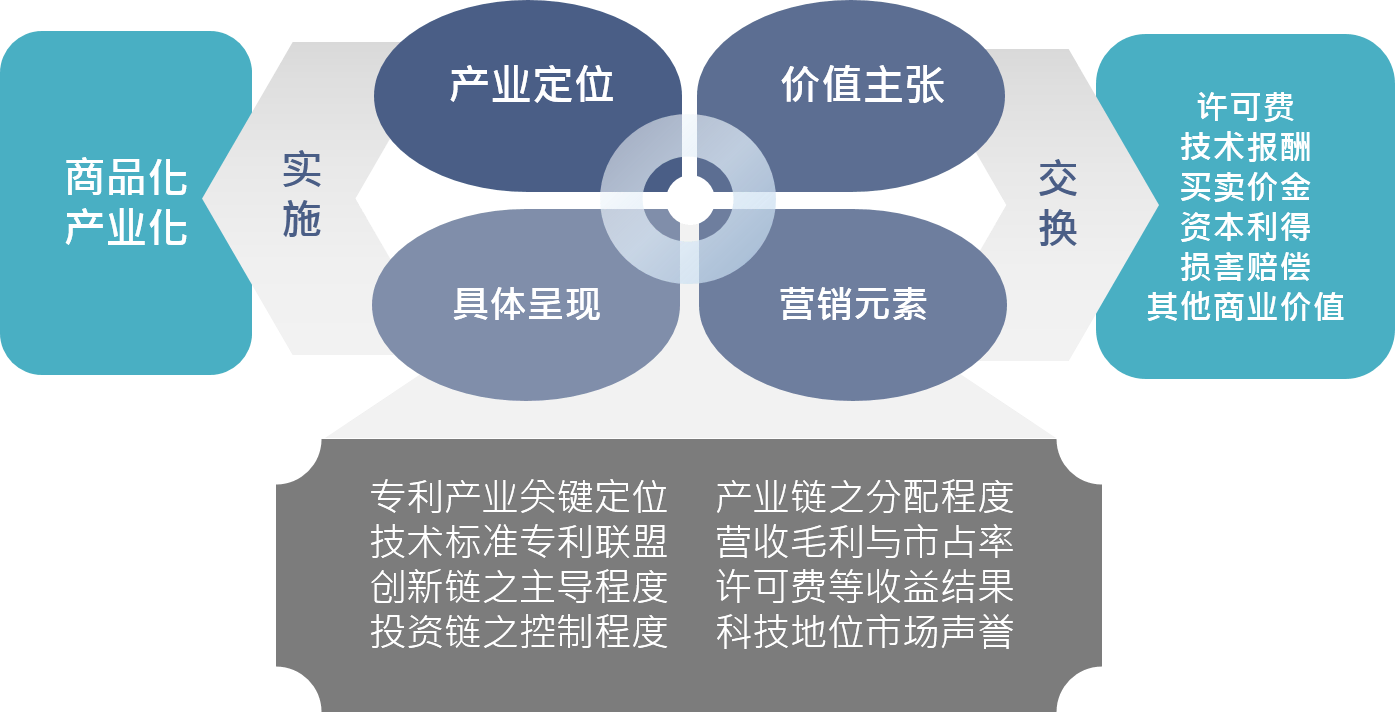 商品化
产业化
实
施
产业定位
价值主张
具体呈现
营销元素
交
换
许可费
技术报酬
买卖价金
资本利得
损害赔偿
其他商业价值
专利产业关键定位
技术标准专利联盟
创新链之主导程度
投资链之控制程度
产业链之分配程度
营收毛利与市占率
许可费等收益结果
科技地位市场声誉